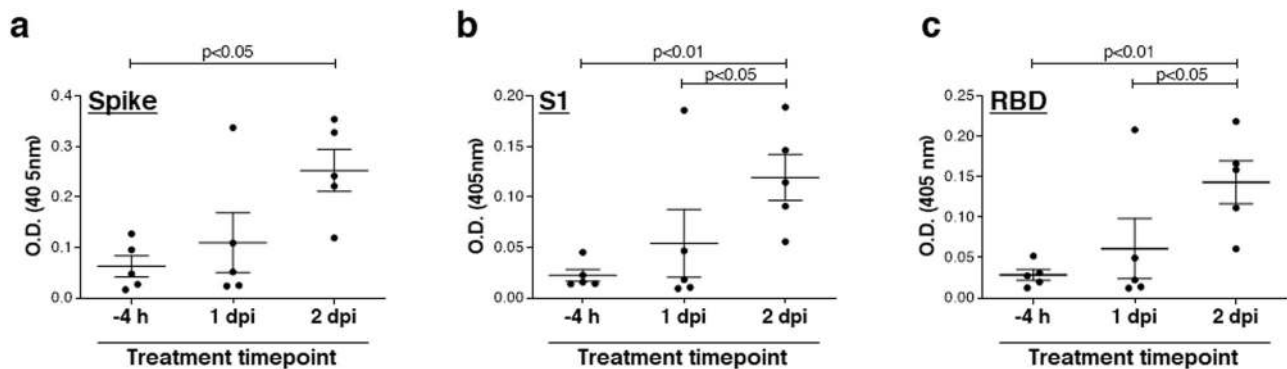 a
p<0.05
Spike
O.D. (40 5nm)
0.4
0.3
0.2
0.1
0.0
-4 h 1 dpi 2 dpi
Treatment timepoint
b
p<0.01
p<0.05
S1
O.D. (405nm)
0.20
0.15
0.10
0.05
0.00
-4 h 1 dpi 2 dpi
Treatment timepoint
c
p<0.01
p<0.05
RBD
O.D. (405 nm)
0.25
0.20
0.15
0.10
0.05
0.00
-4 h 1 dpi 2 dpi
Treatment timepoint